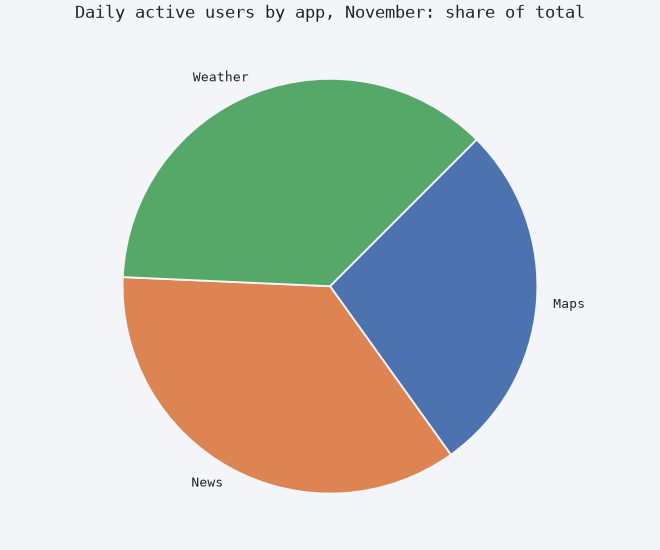 Daily active users by app, November: share of total
Weather
Maps
News